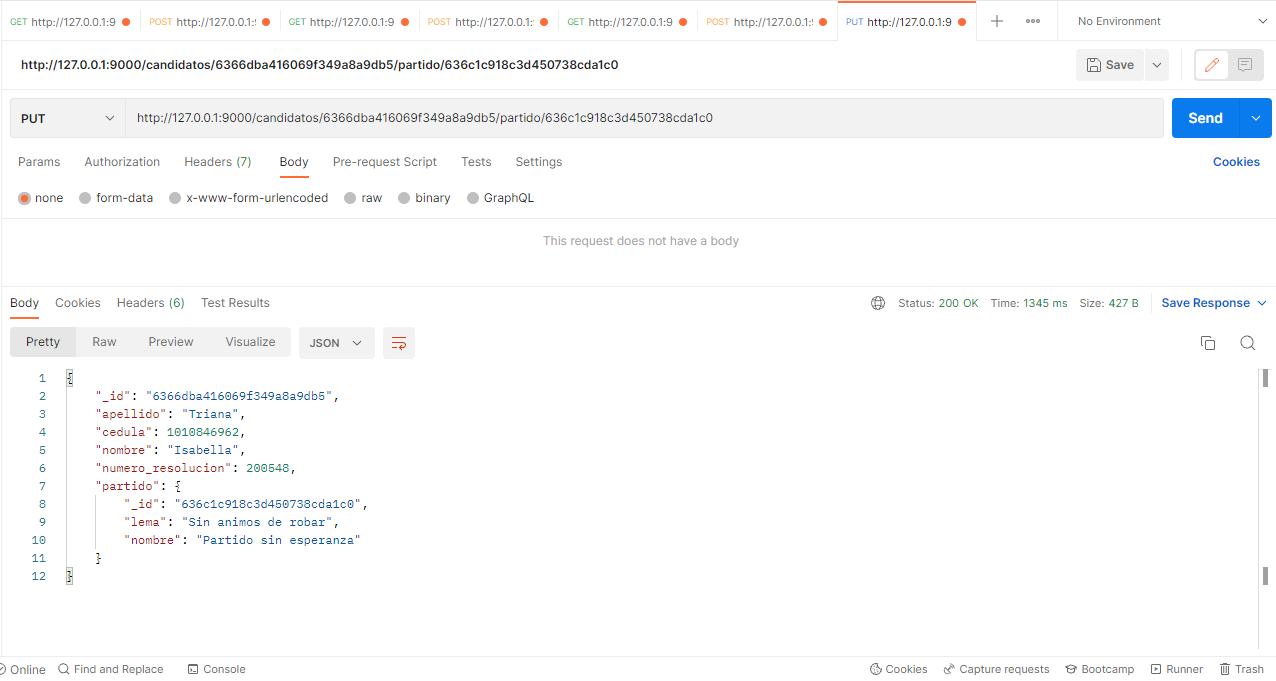 GET http://127.0.0.1:9 POST http://127.0.0.1: GET http://127.0.0.1:9 POST http://127.0.0.1: GET http://127.0.0.1:9 POST http://127.0.0.1: PUT http://127.0.0.1:9 No Environment
http://127.0.0.1:9000/candidatos/6366dba416069f349a8a9db5/partido/636c1c918c3d450738cda1c0 Save
PUT http://127.0.0.1:9000/candidatos/6366dba416069f349a8a9db5/partido/636c1c918c3d450738cda1c0 Send
Params Authorization Headers (7) Body Pre-request Script Tests Settings Cookies
none form-data x-www-form-urlencoded raw binary GraphQL
This request does not have a body
Body Cookies Headers (6) Test Results Status: 200 OK Time: 1345 ms Size: 427 B Save Response
Pretty Raw Preview Visualize JSON
1 {
2 "_id": "6366dba416069f349a8a9db5",
3 "apellido": "Triana",
4 "cedula": 1010846962,
5 "nombre": "Isabella",
6 "numero_resolucion": 200548,
7 "partido": {
8 "_id": "636c1c918c3d450738cda1c0",
9 "lema": "Sin animos de robar",
10 "nombre": "Partido sin esperanza"
11 }
12 }
Online Find and Replace Console Cookies Capture requests Bootcamp Runner Trash